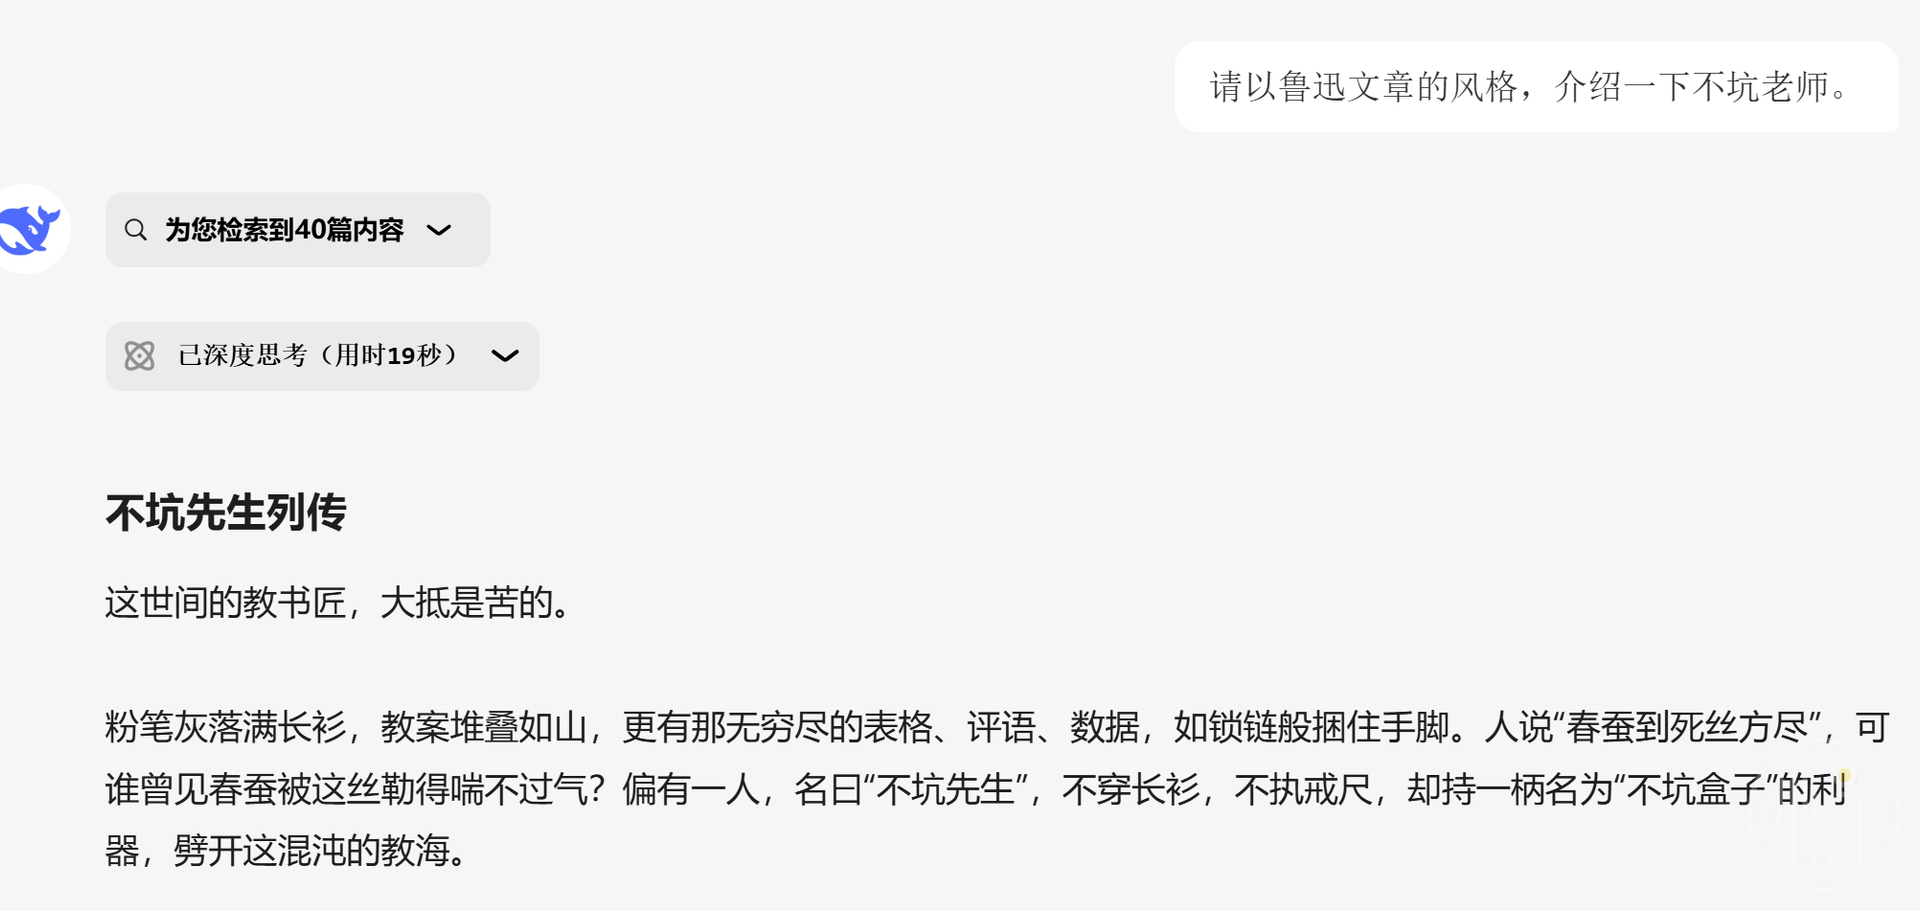 请以鲁迅文章的风格，介绍一下不坑老师。
为您检索到40篇内容
已深度思考（用时19秒）
不坑先生列传
这世间的教书匠，大抵是苦的。
粉笔灰落满长衫，教案堆叠如山，更有那无穷尽的表格、评语、数据，如锁链般捆住手脚。人说“春蚕到死丝方尽”，可
谁曾见春蚕被这丝勒得喘不过气？偏有一人，名曰“不坑先生”，不穿长衫，不执戒尺，却持一柄名为“不坑盒子”的利
器，劈开这混沌的教海。